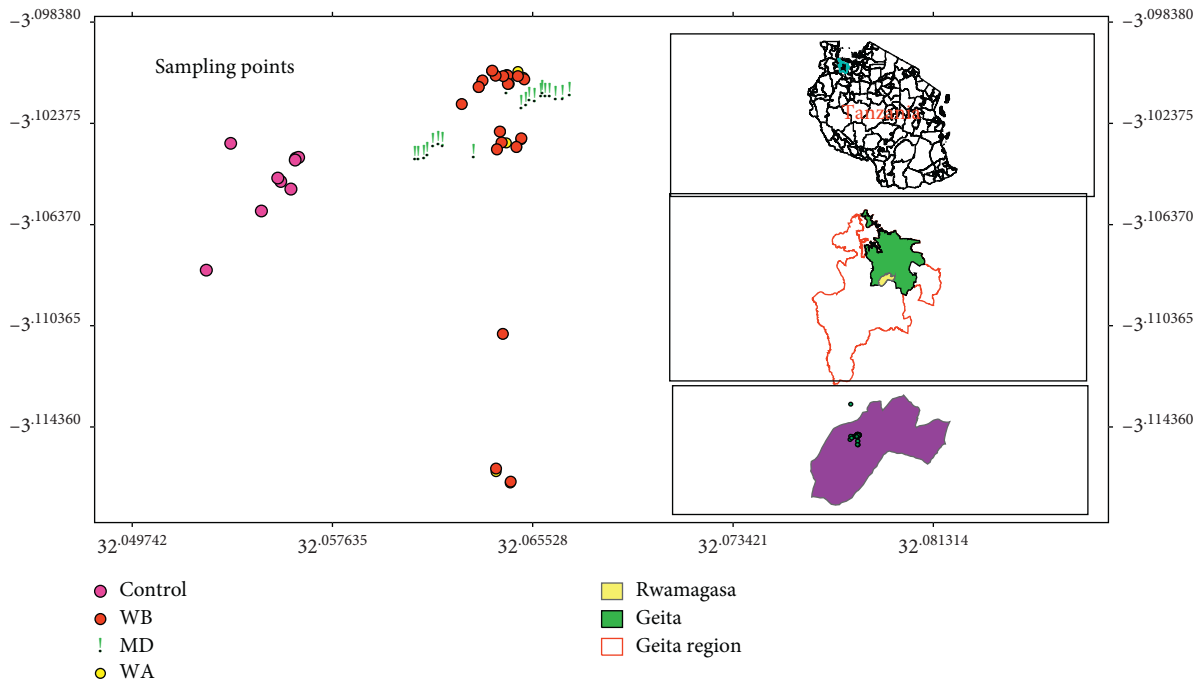 −3.098380 −3.098380
Sampling points
Tanzania
−3.102375 −3.102375
−3.106370 −3.106370
−3.110365 −3.110365
−3.114360 −3.114360
32.049742 32.057635 32.065528 32.073421 32.081314
Control
WB
! MD
WA
Rwamagasa
Geita
Geita region